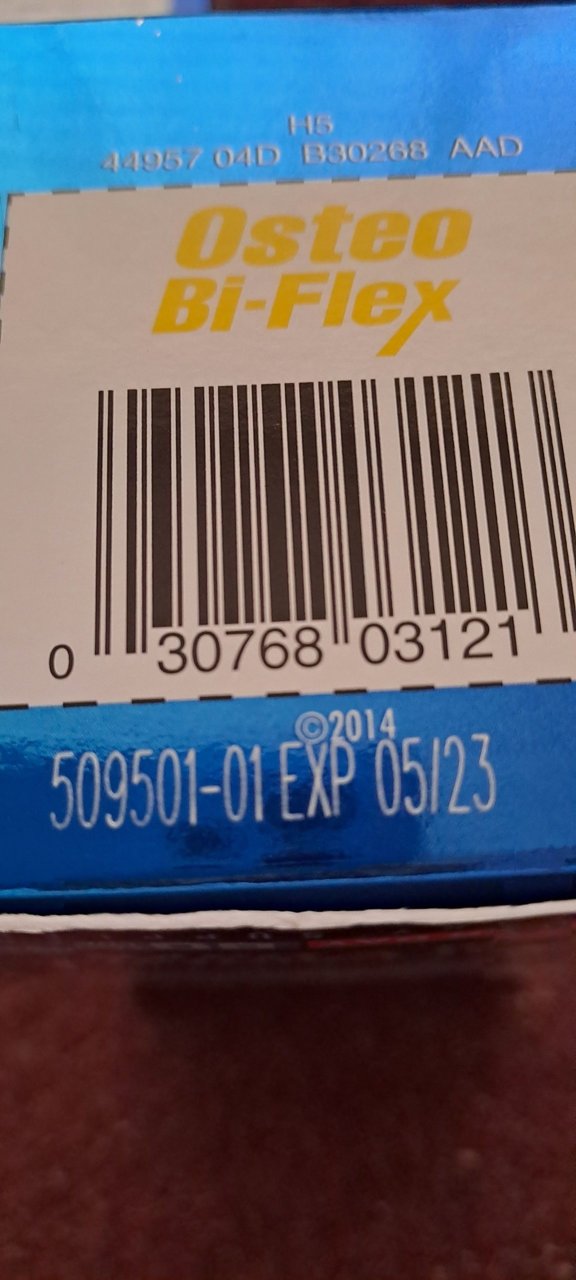 H5
44957 04D B30268 AAD
Osteo
Bi-Flex
0 30768 03121
©2014
509501-01 EXP 05/23